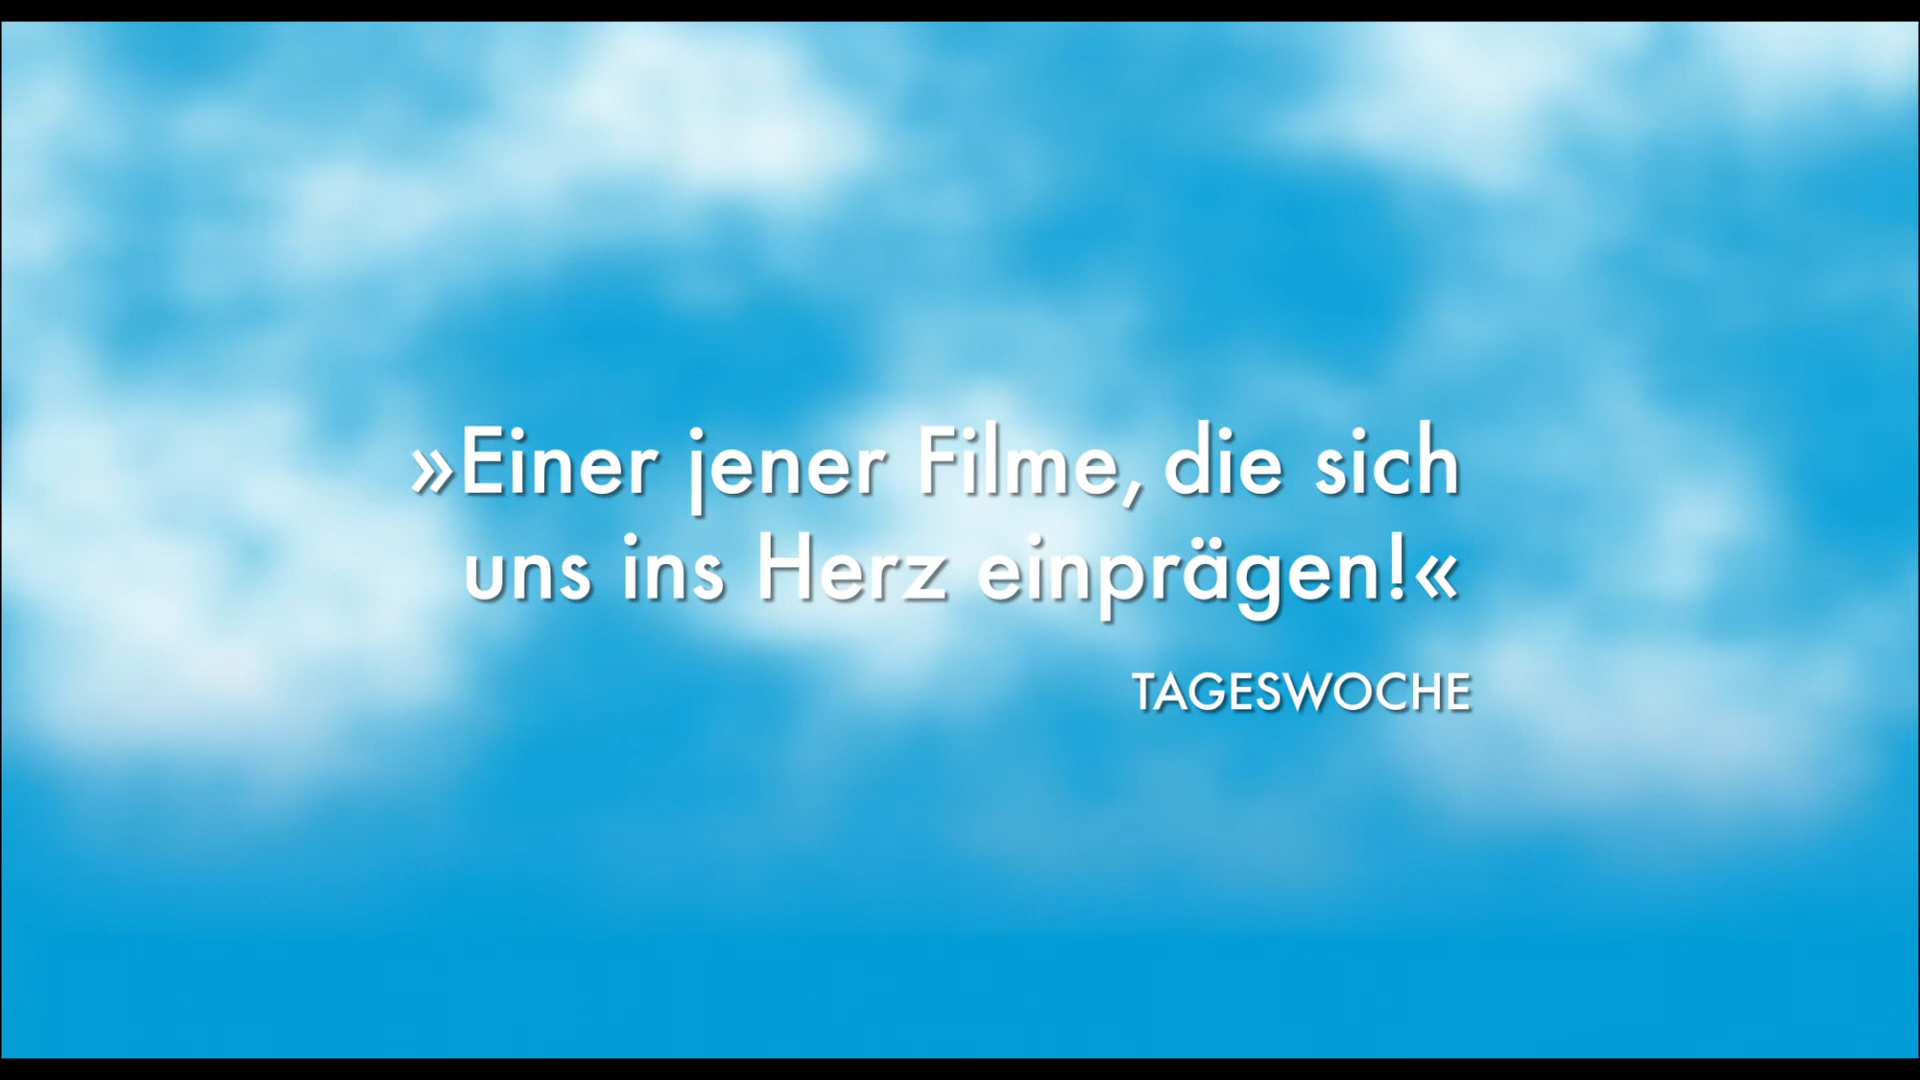 »Einer jener Filme, die sich
uns ins Herz einprägen!«
TAGESWOCHE